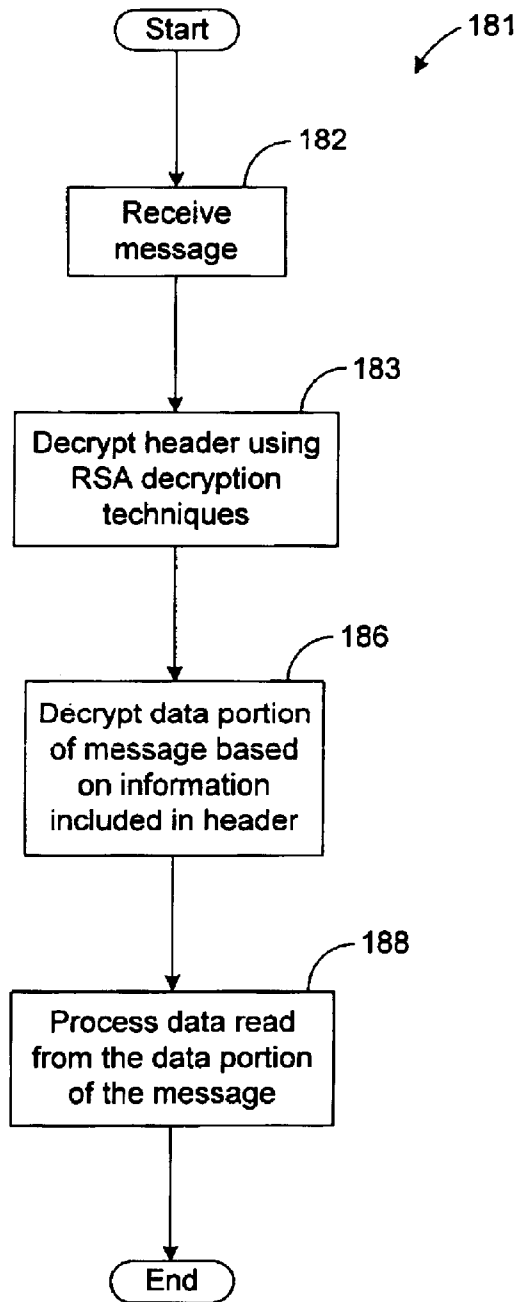 Start
181
182
Receive
message
183
Decrypt header using
RSA decryption
techniques
186
Decrypt data portion
of message based
on information
included in header
188
Process data read
from the data portion
of the message
End